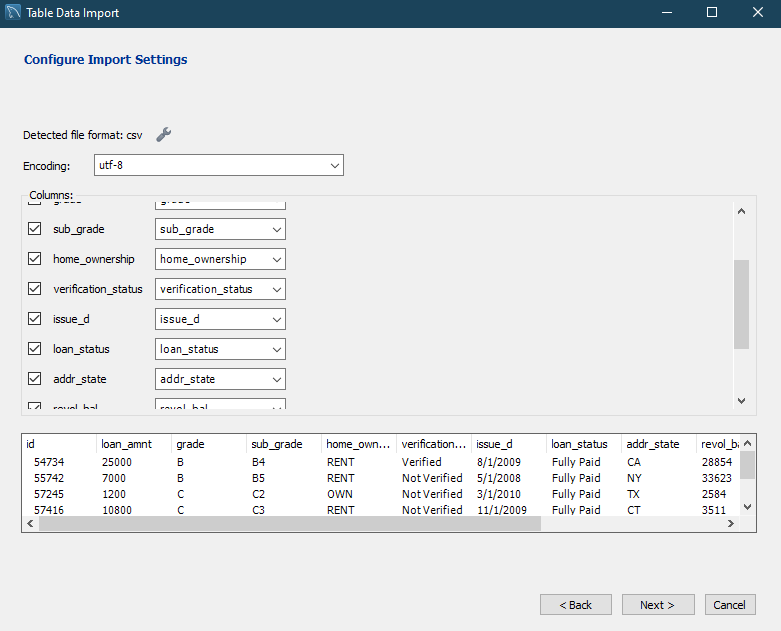 Table Data Import
Configure Import Settings
Detected file format: csv
Encoding: utf-8
Columns:
grade grade
sub_grade sub_grade
home_ownership home_ownership
verification_status verification_status
issue_d issue_d
loan_status loan_status
addr_state addr_state
revol_bal revol_bal
id loan_amnt grade sub_grade home_own... verification... issue_d loan_status addr_state revol_ba
54734 25000 B B4 RENT Verified 8/1/2009 Fully Paid CA 28854
55742 7000 B B5 RENT Not Verified 5/1/2008 Fully Paid NY 33623
57245 1200 C C2 OWN Not Verified 3/1/2010 Fully Paid TX 2584
57416 10800 C C3 RENT Not Verified 11/1/2009 Fully Paid CT 3511
< Back Next > Cancel